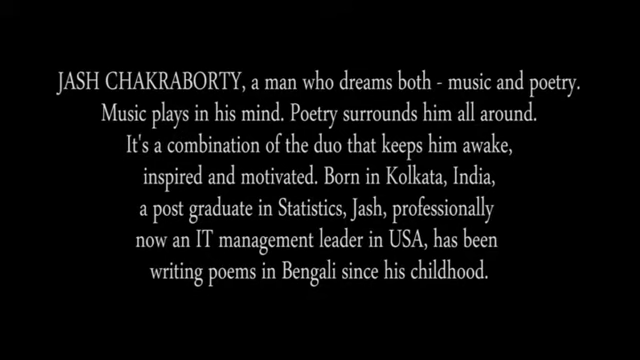 JASH CHAKRABORTY, a man who dreams both - music and poetry.
Music plays in his mind. Poetry surrounds him all around.
It's a combination of the duo that keeps him awake,
inspired and motivated. Born in Kolkata, India,
a post graduate in Statistics, Jash, professionally
now an IT management leader in USA, has been
writing poems in Bengali since his childhood.